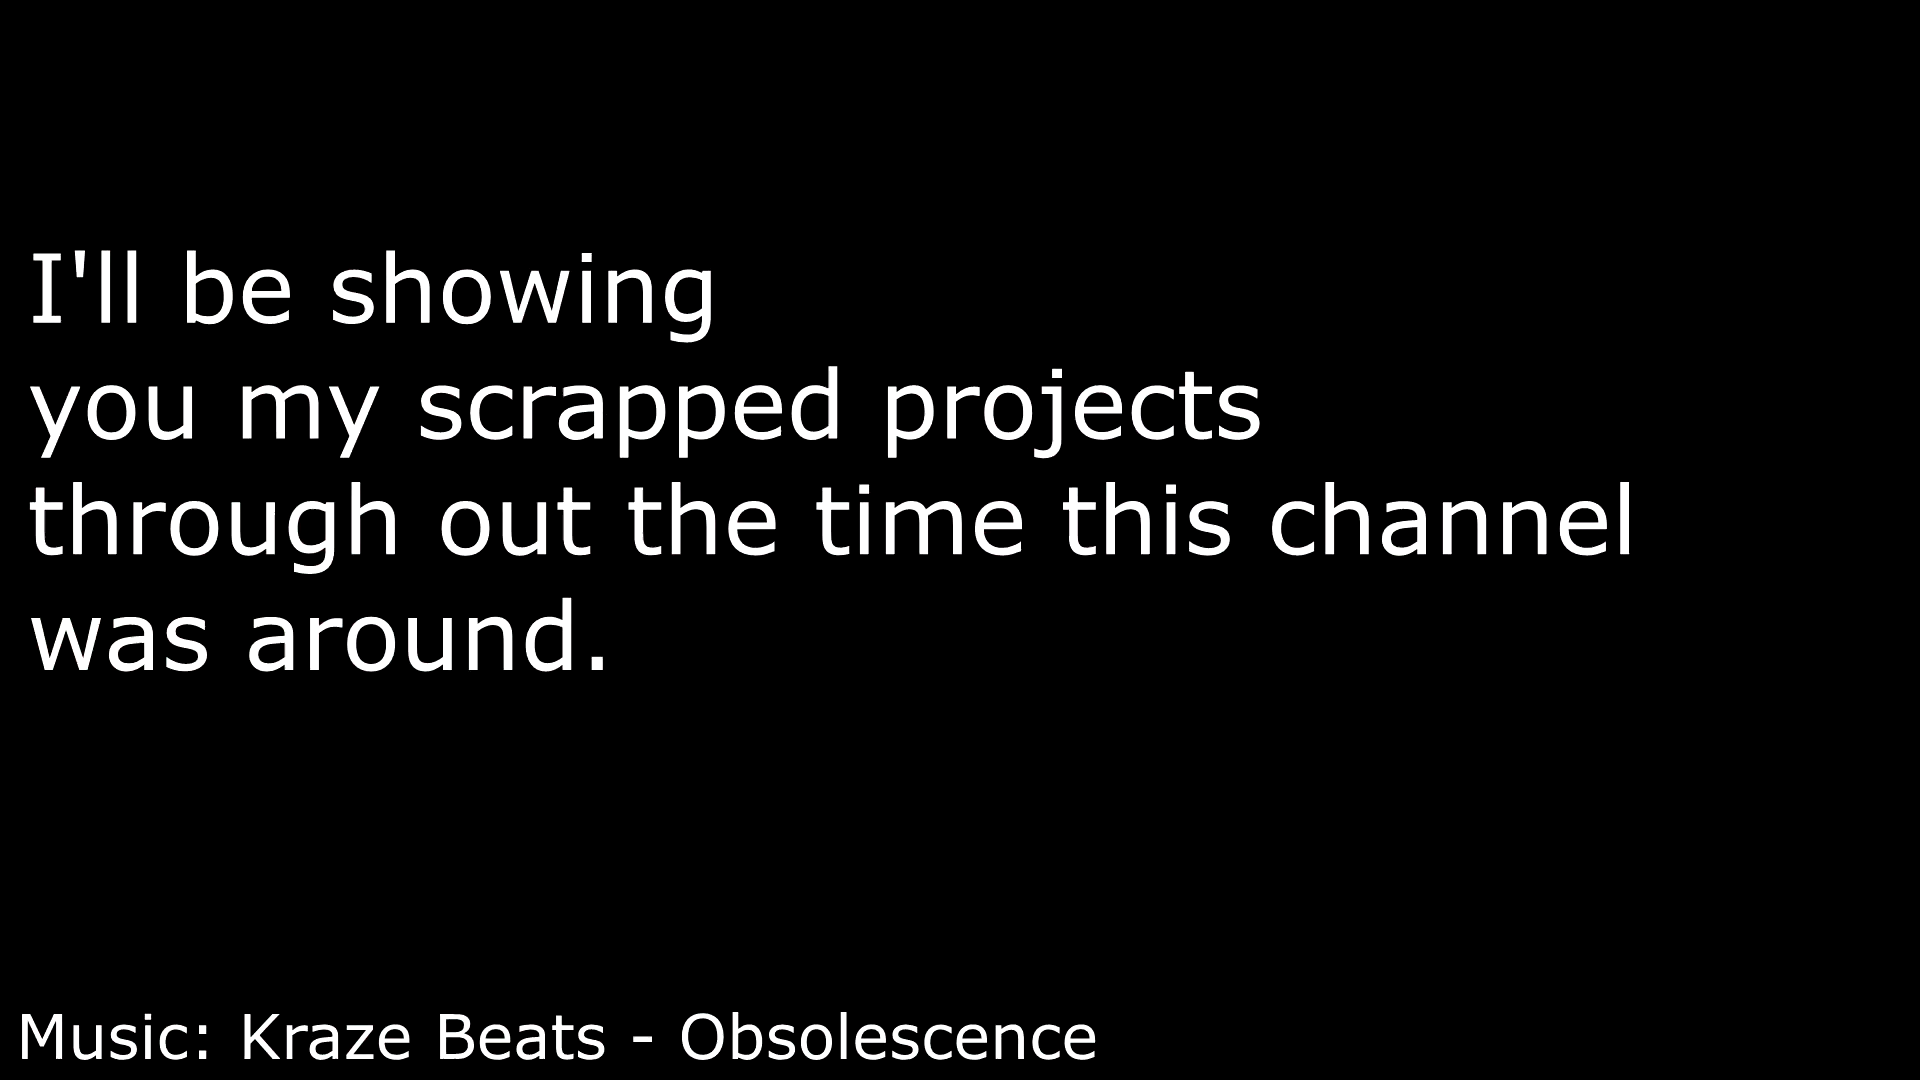 I'll be showing
you my scrapped projects
through out the time this channel
was around.
Music: Kraze Beats - Obsolescence